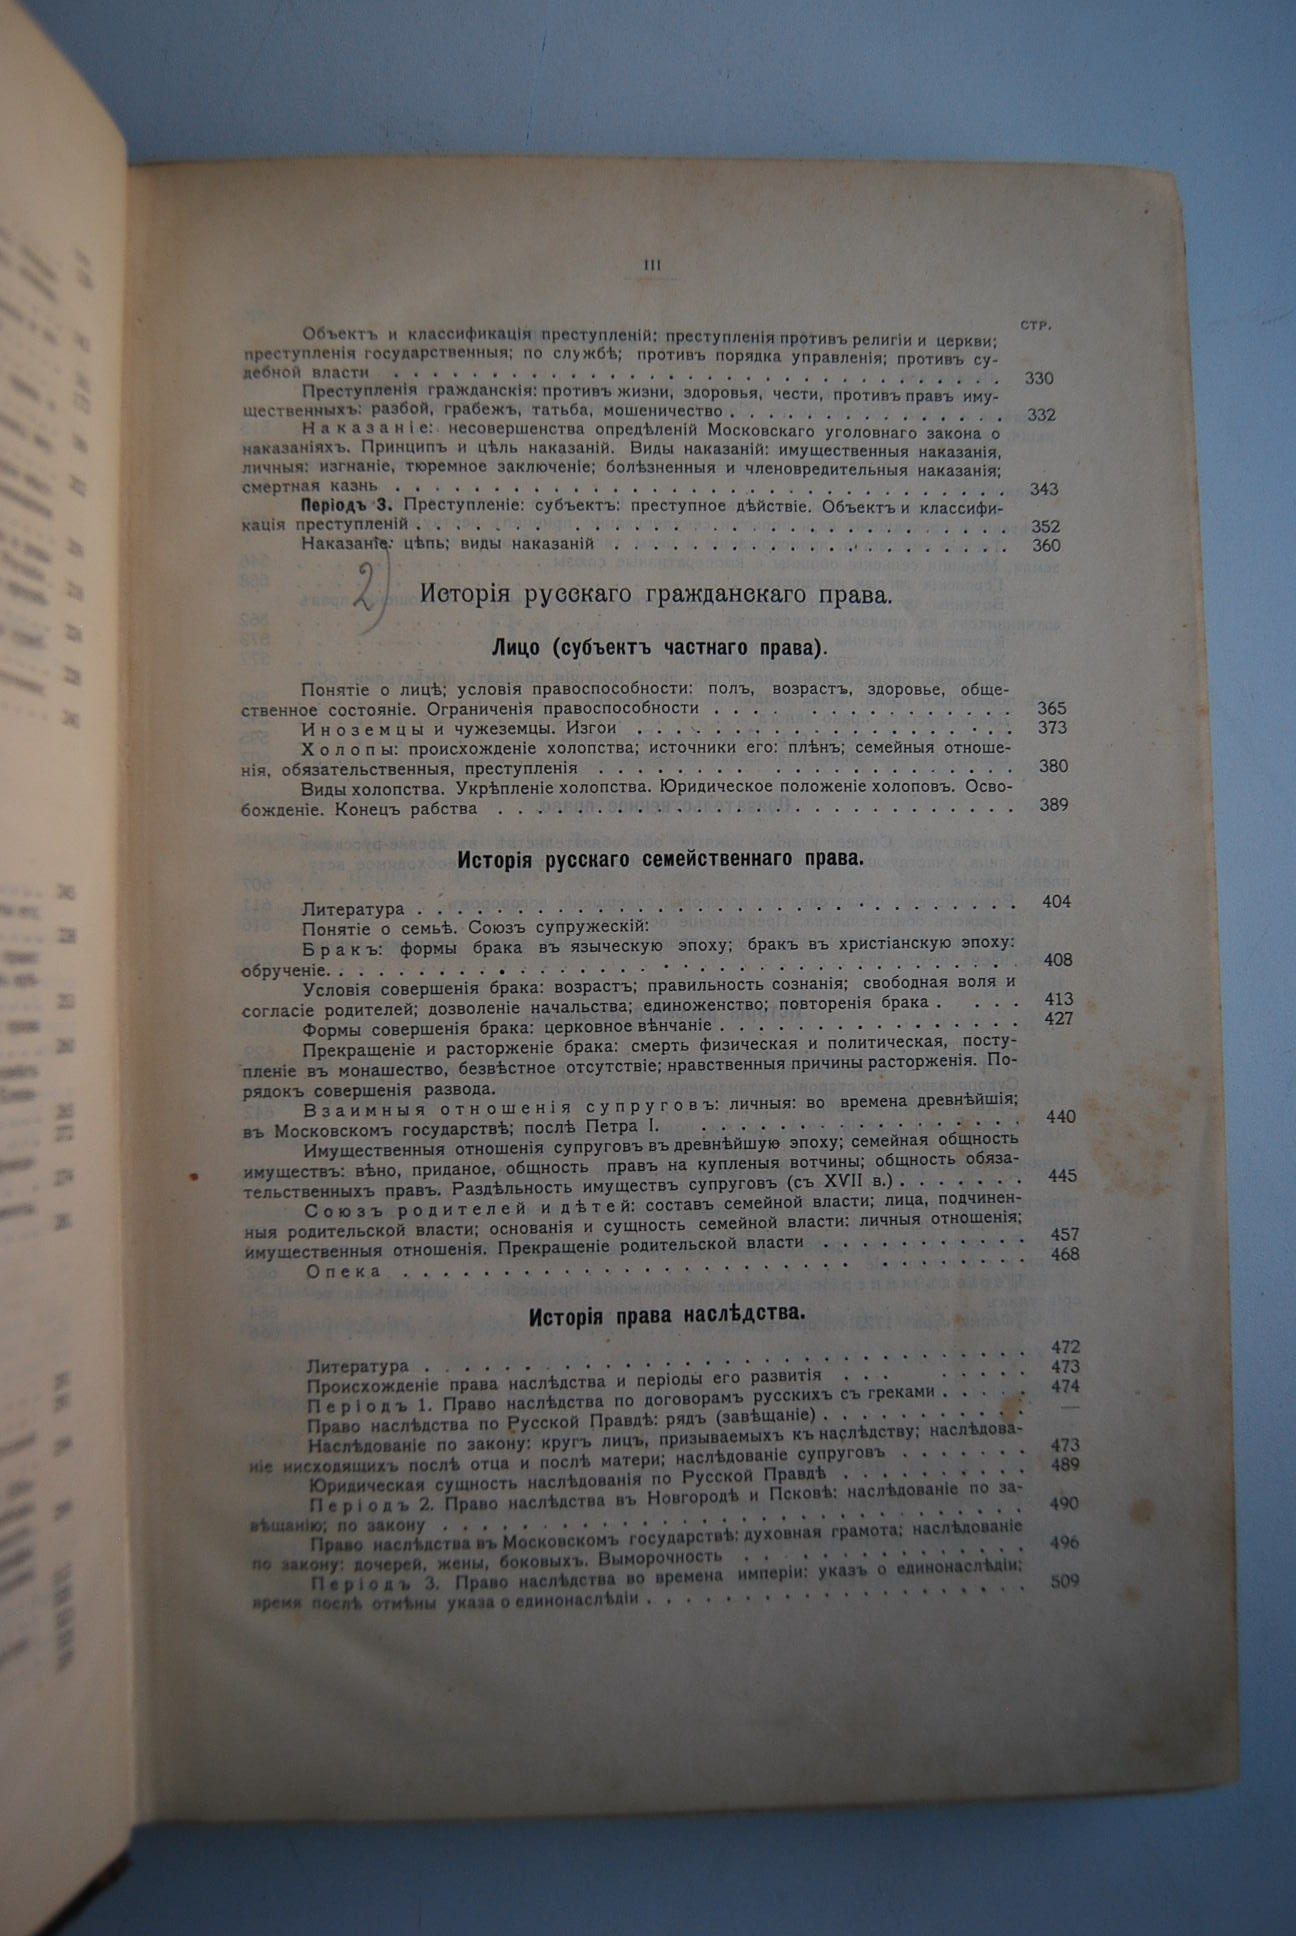 III
СТР.
Объектъ и классификація преступленій: преступленія противъ религіи и церкви;
преступленія государственныя; по службѣ; противъ порядка управленія; противъ су-
дебной власти . . . 330
Преступленія гражданскія: противъ жизни, здоровья, чести, противъ правъ иму-
щественныхъ: разбой, грабежъ, татьба, мошеничество . . . 332
Наказаніе: несовершенства опредѣленій Московскаго уголовнаго закона о
наказаніяхъ. Принципъ и цѣль наказаній. Виды наказаній: имущественныя наказанія,
личныя: изгнаніе, тюремное заключеніе; болѣзненныя и членовредительныя наказанія;
смертная казнь . . . 343
Періодъ 3. Преступленіе: субъектъ: преступное дѣйствіе. Объектъ и классифи-
кація преступленій . . . 352
Наказаніе: цѣпь; виды наказаній . . . 360
2)
Исторія русскаго гражданскаго права.
Лицо (субъектъ частнаго права).
Понятіе о лицѣ; условія правоспособности: полъ, возрастъ, здоровье, обще-
ственное состояніе. Ограниченія правоспособности . . . 365
Иноземцы и чужеземцы. Изгои . . . 373
Холопы: происхожденіе холопства; источники его: плѣнъ; семейныя отноше-
нія, обязательственныя, преступленія . . . 380
Виды холопства. Укрѣпленіе холопства. Юридическое положеніе холоповъ. Осво-
божденіе. Конецъ рабства . . . 389
Исторія русскаго семейственнаго права.
Литература . . . 404
Понятіе о семьѣ. Союзъ супружескій:
Бракъ: формы брака въ языческую эпоху; бракъ въ христіанскую эпоху:
обрученіе. . . . 408
Условія совершенія брака: возрастъ; правильность сознанія; свободная воля и
согласіе родителей; дозволеніе начальства; единоженство; повторенія брака . . . 413
Формы совершенія брака: церковное вѣнчаніе . . . 427
Прекращеніе и расторженіе брака: смерть физическая и политическая, посту-
пленіе въ монашество, безвѣстное отсутствіе; нравственныя причины расторженія. По-
рядокъ совершенія развода.
Взаимныя отношенія супруговъ: личныя: во времена древнѣйшія;
въ Московскомъ государствѣ; послѣ Петра I. . . . 440
Имущественныя отношенія супруговъ въ древнѣйшую эпоху; семейная общность
имуществъ: вѣно, приданое, общность правъ на купленыя вотчины; общность обяза-
тельственныхъ правъ. Раздѣльность имуществъ супруговъ (съ XVII в.) . . . 445
Союзъ родителей и дѣтей: составъ семейной власти; лица, подчинен-
ныя родительской власти; основанія и сущность семейной власти: личныя отношенія;
имущественныя отношенія. Прекращеніе родительской власти . . . 457
Опека . . . 468
Исторія права наслѣдства.
Литература . . . 472
Происхожденіе права наслѣдства и періоды его развитія . . . 473
Періодъ 1. Право наслѣдства по договорамъ русскихъ съ греками . . . 474
Право наслѣдства по Русской Правдѣ: рядъ (завѣщаніе) . . . —
Наслѣдованіе по закону: кругъ лицъ, призываемыхъ къ наслѣдству; наслѣдова-
ніе нисходящихъ послѣ отца и послѣ матери; наслѣдованіе супруговъ . . . 473
Юридическая сущность наслѣдованія по Русской Правдѣ . . . 489
Періодъ 2. Право наслѣдства въ Новгородѣ и Псковѣ: наслѣдованіе по за-
вѣщанію; по закону . . . 490
Право наслѣдства въ Московскомъ государствѣ: духовная грамота; наслѣдованіе
по закону: дочерей, жены, боковыхъ. Выморочность . . . 496
Періодъ 3. Право наслѣдства во времена имперіи: указъ о единонаслѣдіи;
время послѣ отмѣны указа о единонаслѣдіи . . . 509